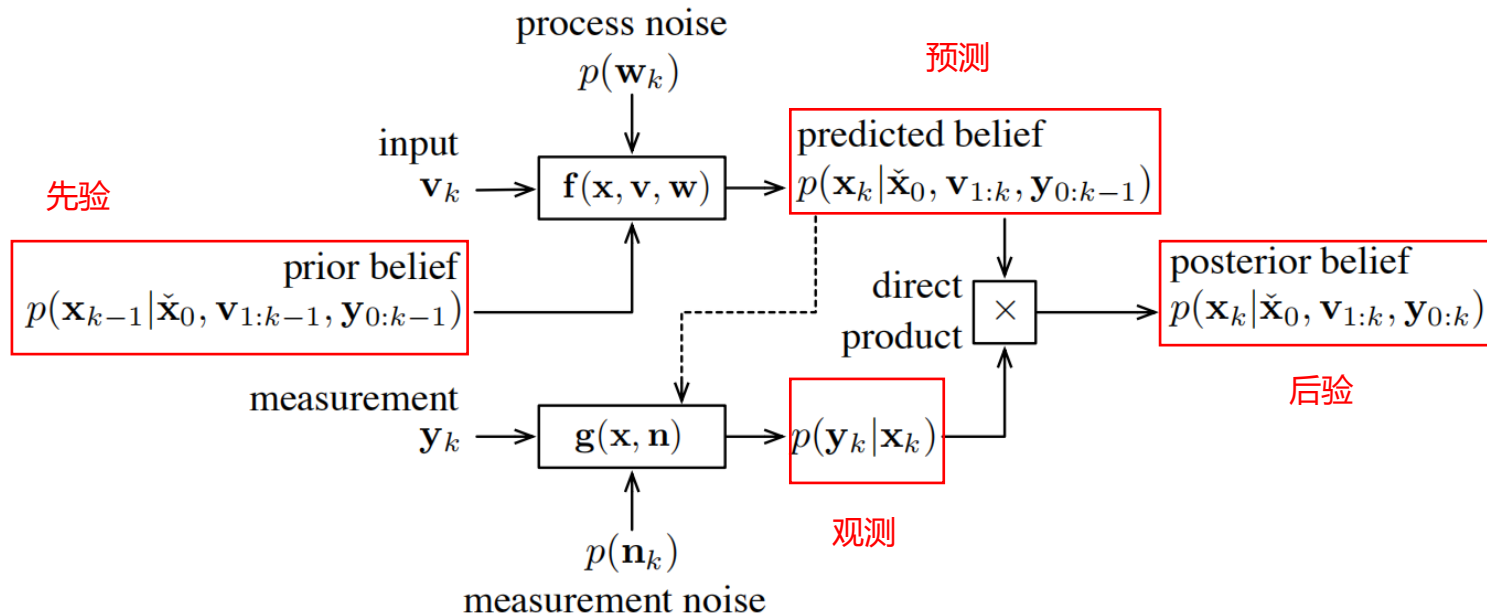 process noise
p(w_k)
预测
input
v_k
f(x, v, w)
predicted belief
p(x_k|x̌_0, v_{1:k}, y_{0:k−1})
先验
prior belief
p(x_{k−1}|x̌_0, v_{1:k−1}, y_{0:k−1})
direct
product
×
posterior belief
p(x_k|x̌_0, v_{1:k}, y_{0:k})
后验
measurement
y_k
g(x, n)
p(y_k|x_k)
观测
p(n_k)
measurement noise